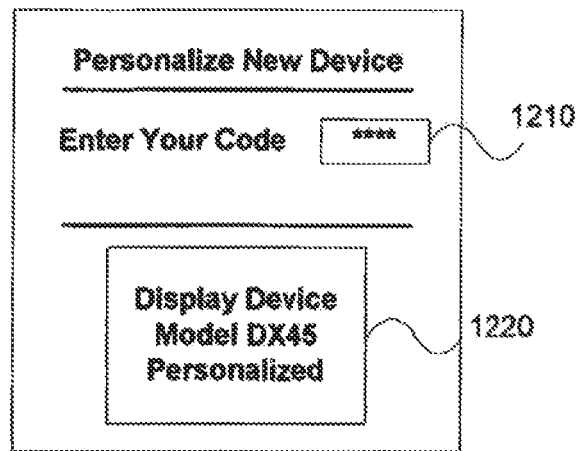 Personalize New Device
Enter Your Code ****
1210
Display Device
Model DX45
Personalized
1220